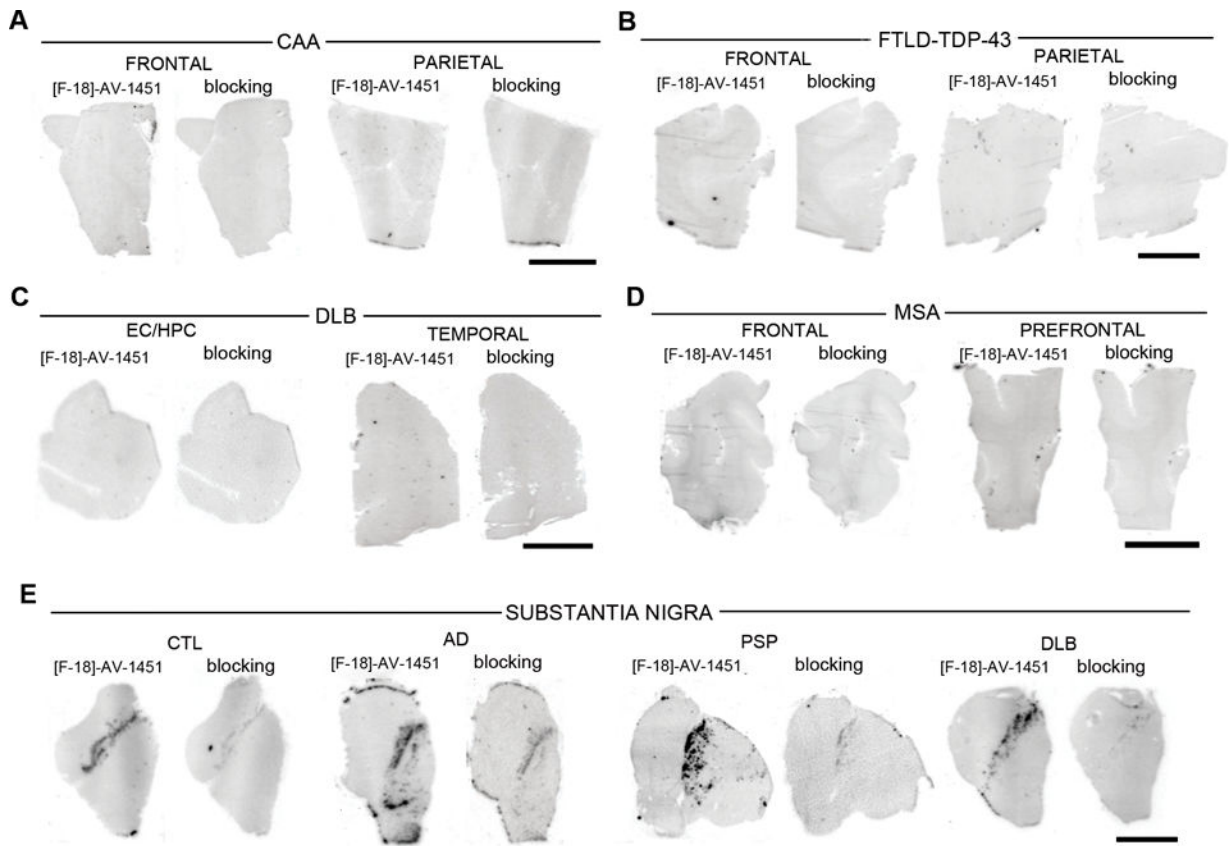 A
CAA
FRONTAL
PARIETAL
[F-18]-AV-1451
blocking
[F-18]-AV-1451
blocking
B
FTLD-TDP-43
FRONTAL
PARIETAL
[F-18]-AV-1451
blocking
[F-18]-AV-1451
blocking
C
DLB
EC/HPC
TEMPORAL
[F-18]-AV-1451
blocking
[F-18]-AV-1451
blocking
D
MSA
FRONTAL
PREFRONTAL
[F-18]-AV-1451
blocking
[F-18]-AV-1451
blocking
E
SUBSTANTIA NIGRA
CTL
AD
PSP
DLB
[F-18]-AV-1451
blocking
[F-18]-AV-1451
blocking
[F-18]-AV-1451
blocking
[F-18]-AV-1451
blocking